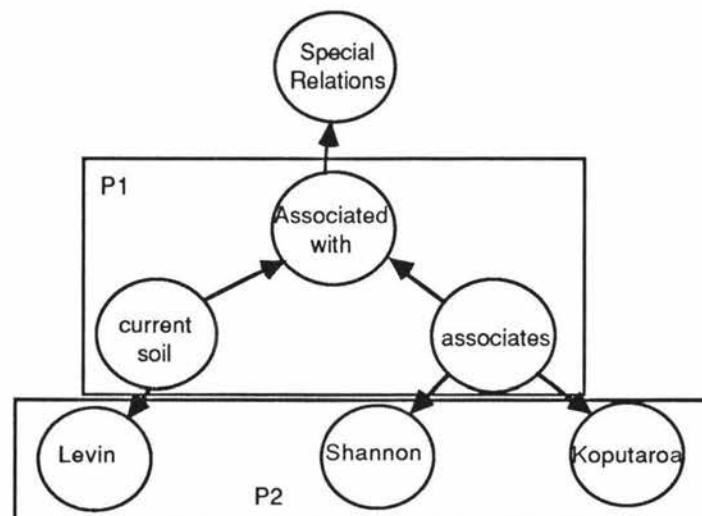 Special
Relations
P1
Associated
with
current
soil
associates
Levin
Shannon
Koputaroa
P2